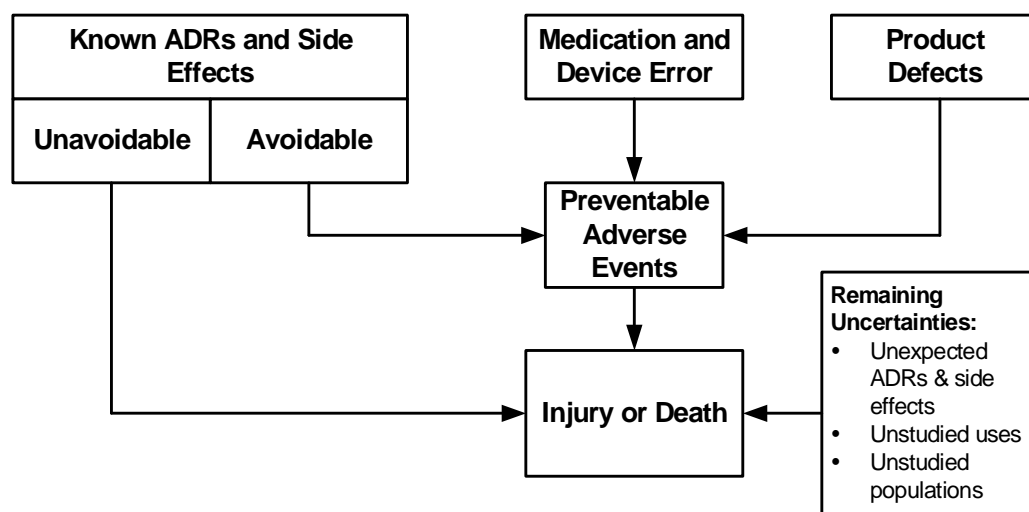 Known ADRs and Side
Effects
Unavoidable
Avoidable
Medication and
Device Error
Product
Defects
Preventable
Adverse
Events
Injury or Death
Remaining
Uncertainties:
• Unexpected
ADRs & side
effects
• Unstudied uses
• Unstudied
populations